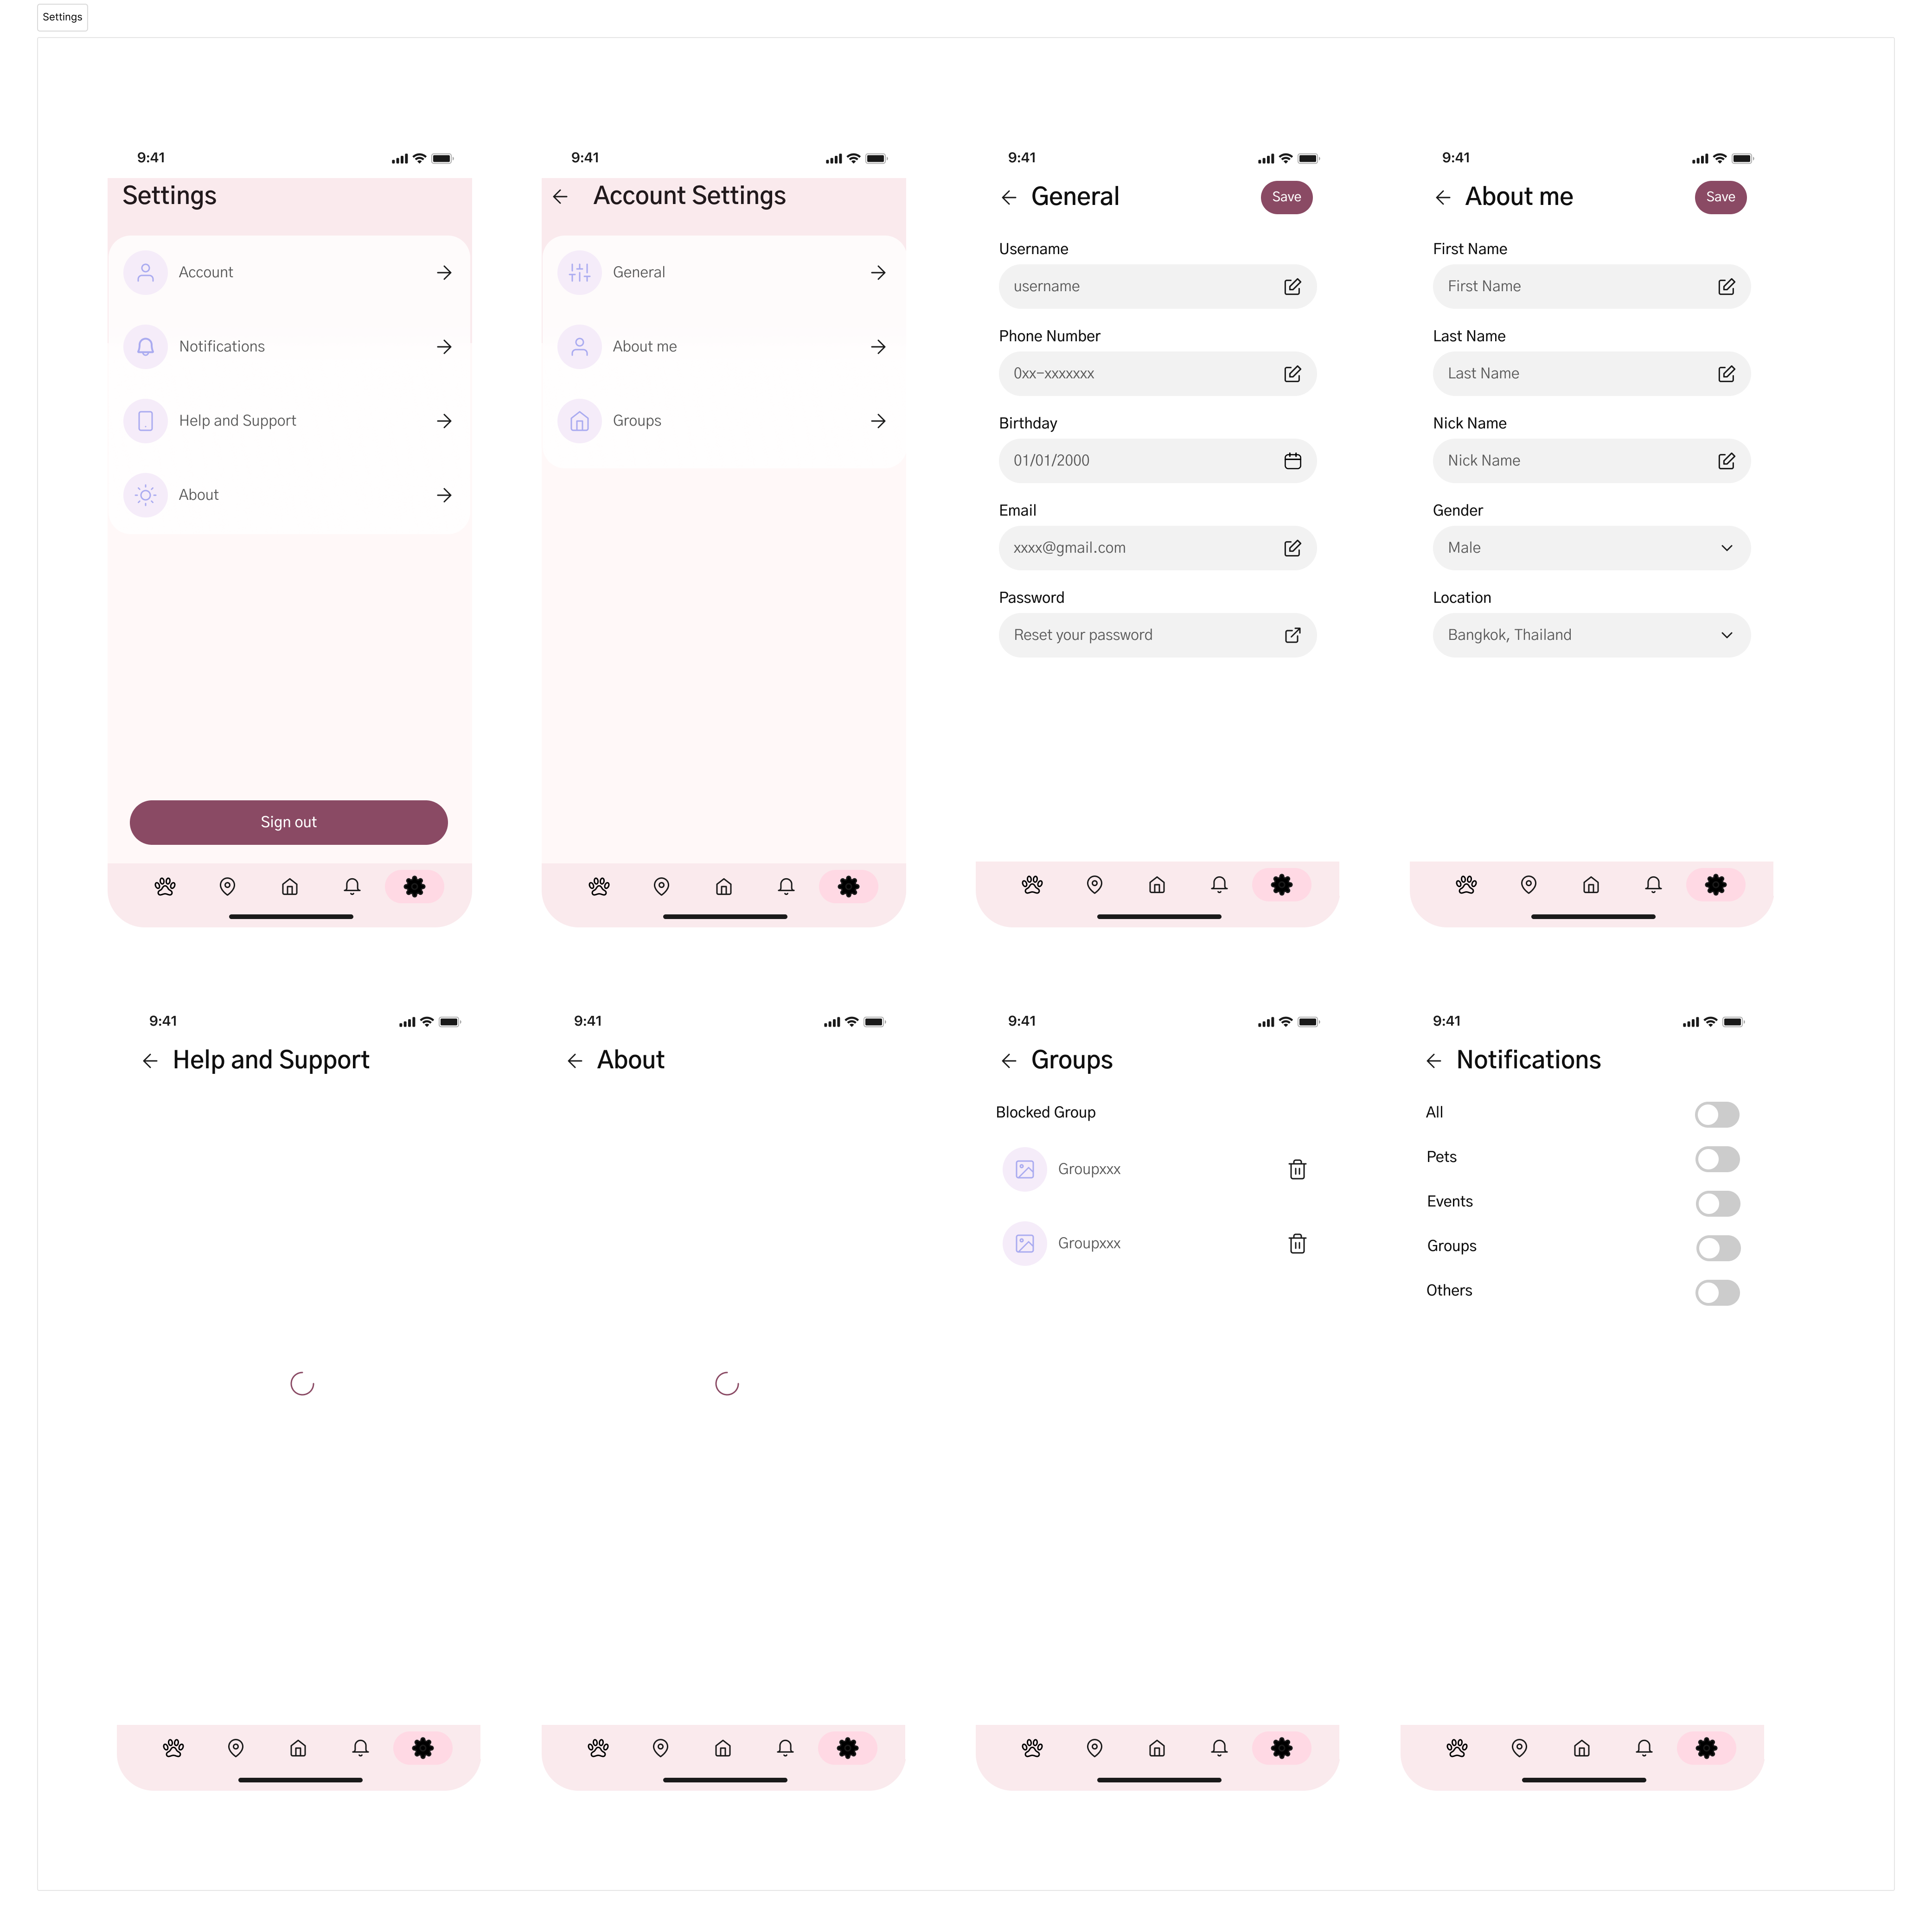 Settings
9:41
Settings
Account
Notifications
Help and Support
About
Sign out
9:41
Account Settings
General
About me
Groups
9:41
General
Save
Username
username
Phone Number
0xx-xxxxxxx
Birthday
01/01/2000
Email
xxxx@gmail.com
Password
Reset your password
9:41
About me
Save
First Name
First Name
Last Name
Last Name
Nick Name
Nick Name
Gender
Male
Location
Bangkok, Thailand
9:41
Help and Support
9:41
About
9:41
Groups
Blocked Group
Groupxxx
Groupxxx
9:41
Notifications
All
Pets
Events
Groups
Others